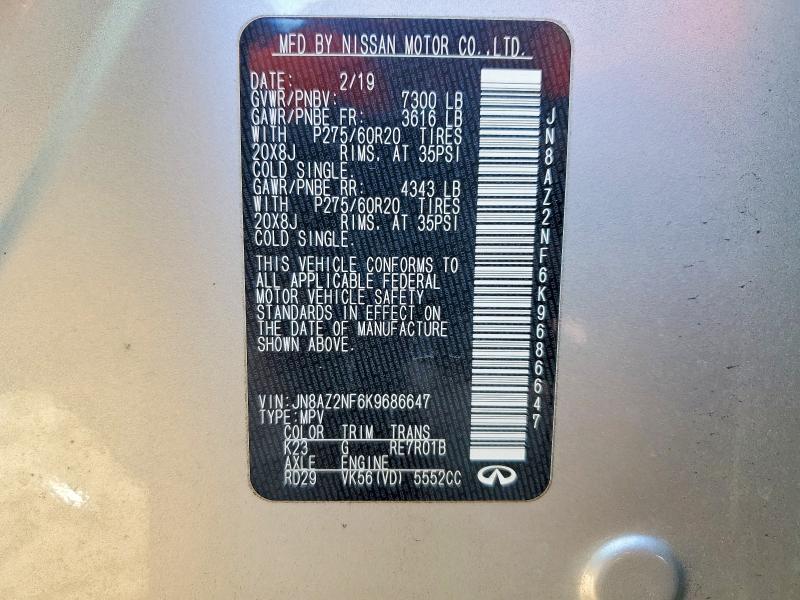 MFD BY NISSAN MOTOR CO.,LTD.
DATE: 2/19
GVWR/PNBV: 7300 LB
GAWR/PNBE FR: 3616 LB
WITH P275/60R20 TIRES
20X8J RIMS. AT 35PSI
COLD SINGLE.
GAWR/PNBE RR: 4343 LB
WITH P275/60R20 TIRES
20X8J RIMS. AT 35PSI
COLD SINGLE.
THIS VEHICLE CONFORMS TO
ALL APPLICABLE FEDERAL
MOTOR VEHICLE SAFETY
STANDARDS IN EFFECT ON
THE DATE OF MANUFACTURE
SHOWN ABOVE.
VIN:JN8AZ2NF6K9686647
TYPE:MPV
COLOR TRIM TRANS
K23 G RE7R01B
AXLE ENGINE
RD29 VK56(VD) 5552CC
JN8AZ2NF6K9686647